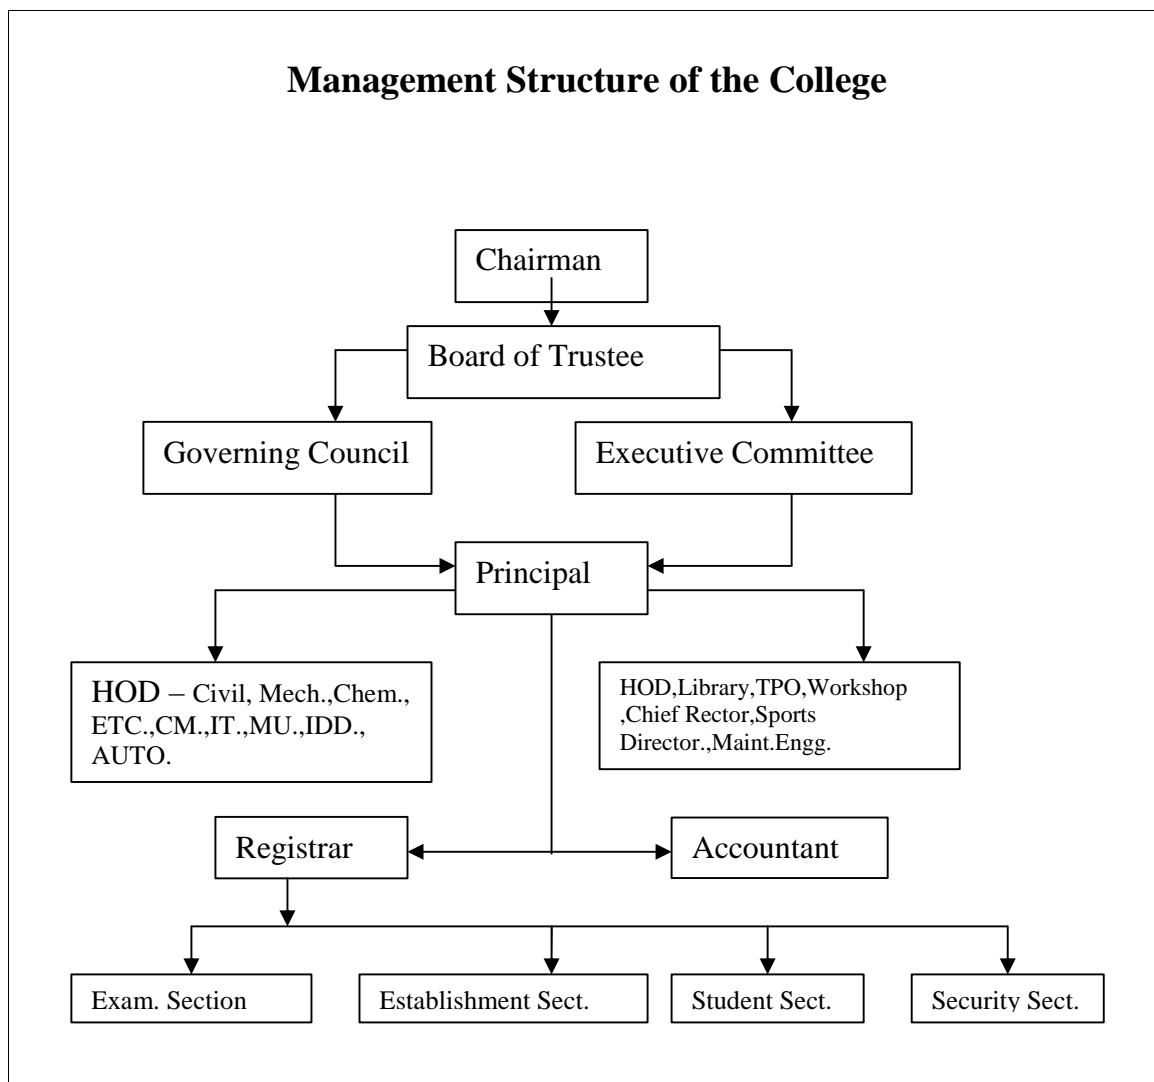 Management Structure of the College
Chairman
Board of Trustee
Governing Council
Executive Committee
Principal
HOD – Civil, Mech.,Chem.,
ETC.,CM.,IT.,MU.,IDD.,
AUTO.
HOD,Library,TPO,Workshop
,Chief Rector,Sports
Director.,Maint.Engg.
Registrar
Accountant
Exam. Section
Establishment Sect.
Student Sect.
Security Sect.